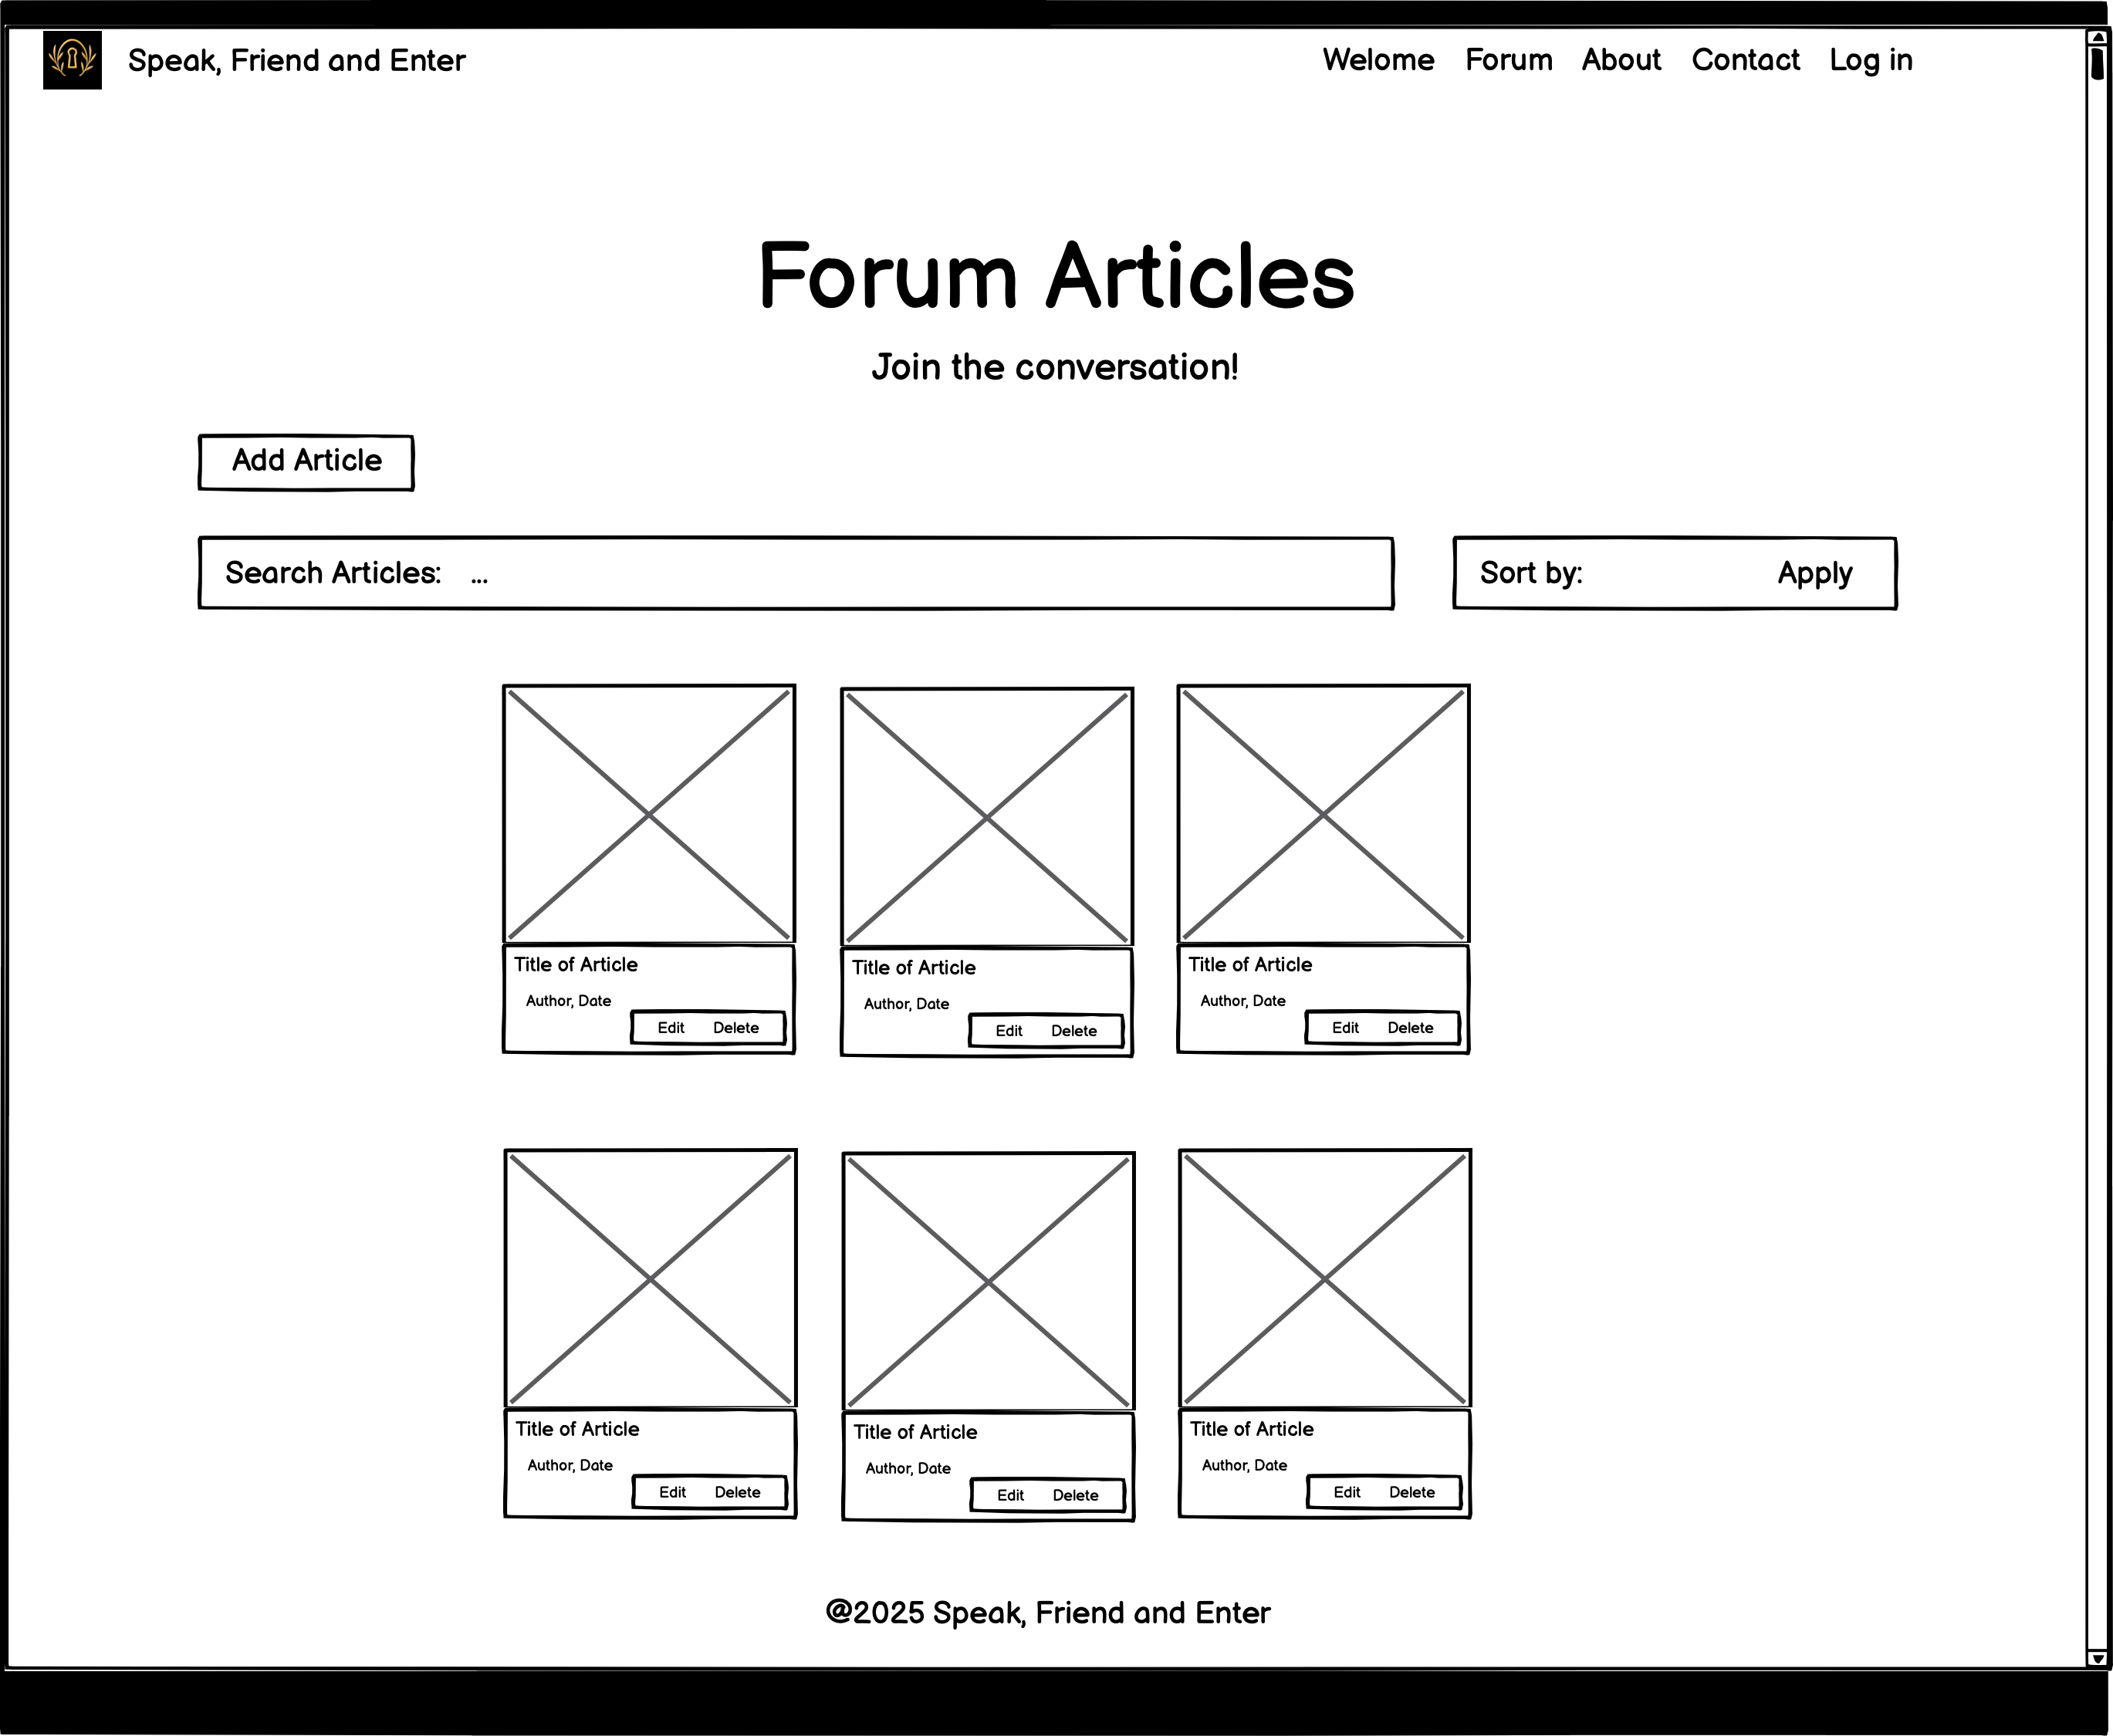 Speak, Friend and Enter Welome Forum About Contact Log in
Forum Articles
Join the conversation!
Add Article
Search Articles: ... Sort by: Apply
Title of Article Title of Article Title of Article
Author, Date Author, Date Author, Date
Edit Delete Edit Delete Edit Delete
Title of Article Title of Article Title of Article
Author, Date Author, Date Author, Date
Edit Delete Edit Delete Edit Delete
@2025 Speak, Friend and Enter